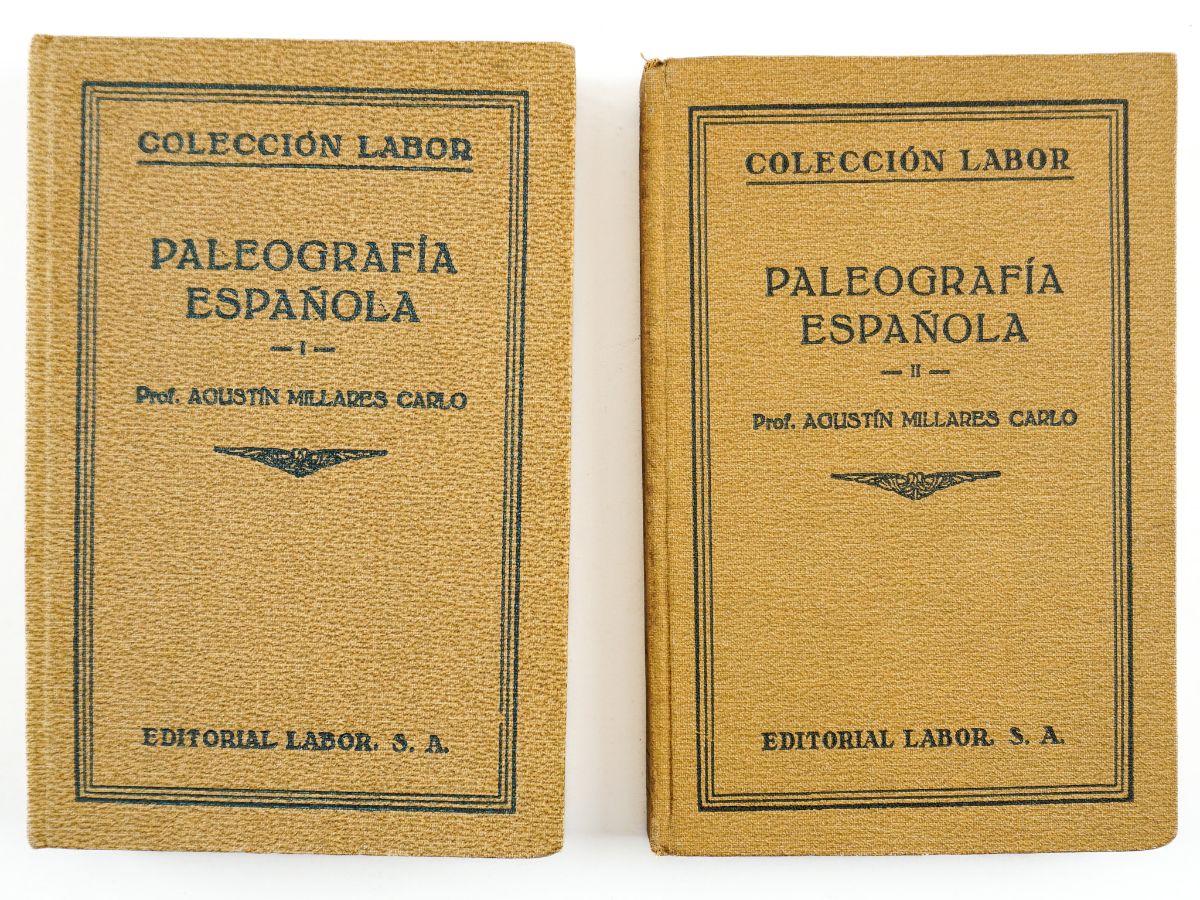 COLECCIÓN LABOR
PALEOGRAFÍA
ESPAÑOLA
— I —
Prof. AGUSTÍN MILLARES CARLO
EDITORIAL LABOR, S. A.
COLECCIÓN LABOR
PALEOGRAFÍA
ESPAÑOLA
— II —
Prof. AGUSTÍN MILLARES CARLO
EDITORIAL LABOR, S. A.